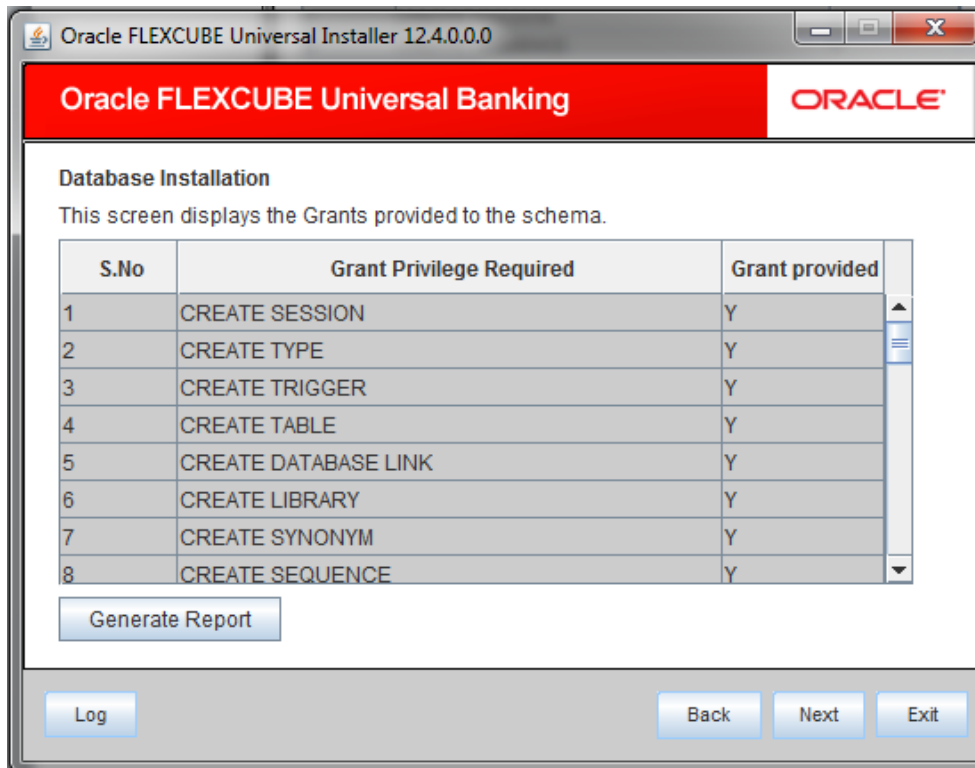 Oracle FLEXCUBE Universal Installer 12.4.0.0.0
Oracle FLEXCUBE Universal Banking
ORACLE
Database Installation
This screen displays the Grants provided to the schema.
S.No Grant Privilege Required Grant provided
1 CREATE SESSION Y
2 CREATE TYPE Y
3 CREATE TRIGGER Y
4 CREATE TABLE Y
5 CREATE DATABASE LINK Y
6 CREATE LIBRARY Y
7 CREATE SYNONYM Y
8 CREATE SEQUENCE Y
Generate Report
Log Back Next Exit